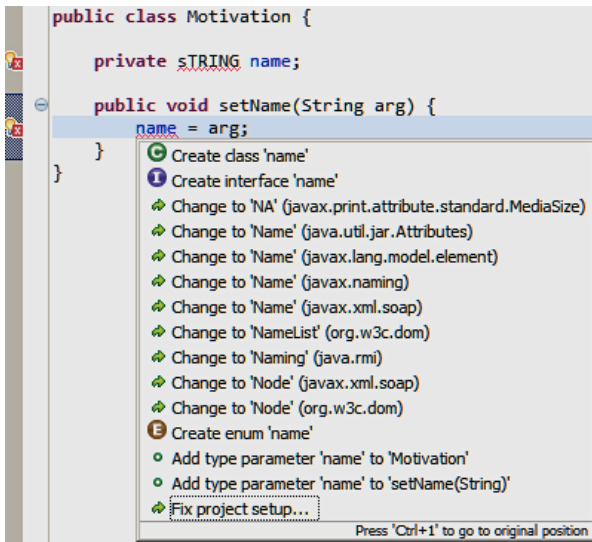 public class Motivation {
private sTRING name;
public void setName(String arg) {
name = arg;
}
}
Create class 'name'
Create interface 'name'
Change to 'NA' (javax.print.attribute.standard.MediaSize)
Change to 'Name' (java.util.jar.Attributes)
Change to 'Name' (javax.lang.model.element)
Change to 'Name' (javax.naming)
Change to 'Name' (javax.xml.soap)
Change to 'NameList' (org.w3c.dom)
Change to 'Naming' (java.rmi)
Change to 'Node' (javax.xml.soap)
Change to 'Node' (org.w3c.dom)
Create enum 'name'
Add type parameter 'name' to 'Motivation'
Add type parameter 'name' to 'setName(String)'
Fix project setup...
Press 'Ctrl+1' to go to original position